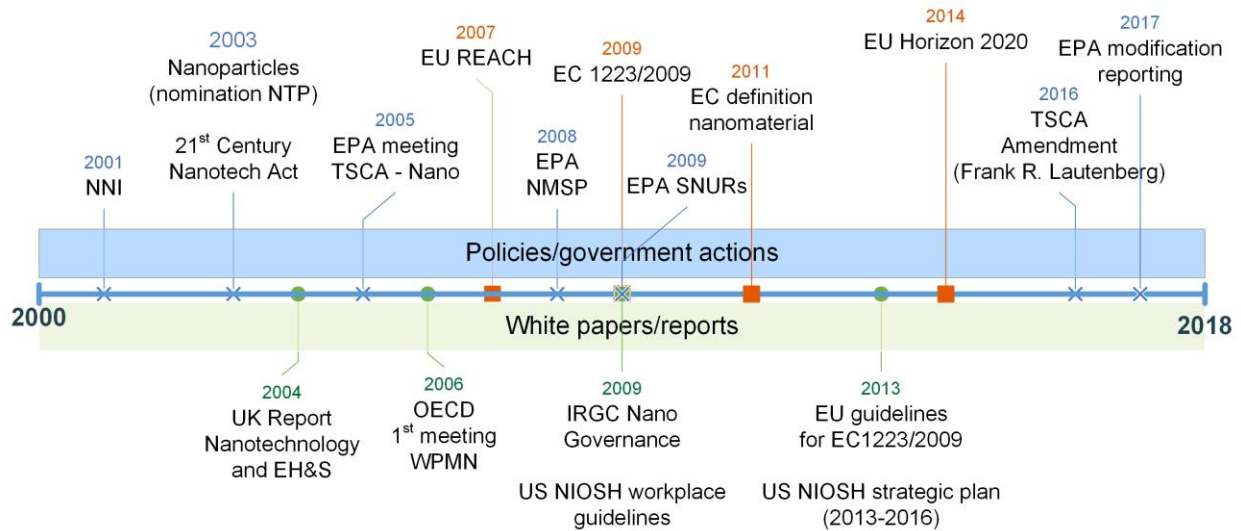 2001
NNI
2003
Nanoparticles
(nomination NTP)
21st Century
Nanotech Act
2005
EPA meeting
TSCA - Nano
2007
EU REACH
2008
EPA
NMSP
2009
EC 1223/2009
2009
EPA SNURs
2011
EC definition
nanomaterial
2014
EU Horizon 2020
2016
TSCA
Amendment
(Frank R. Lautenberg)
2017
EPA modification
reporting
Policies/government actions
2000
2018
White papers/reports
2004
UK Report
Nanotechnology
and EH&S
2006
OECD
1st meeting
WPMN
2009
IRGC Nano
Governance
US NIOSH workplace
guidelines
2013
EU guidelines
for EC1223/2009
US NIOSH strategic plan
(2013-2016)